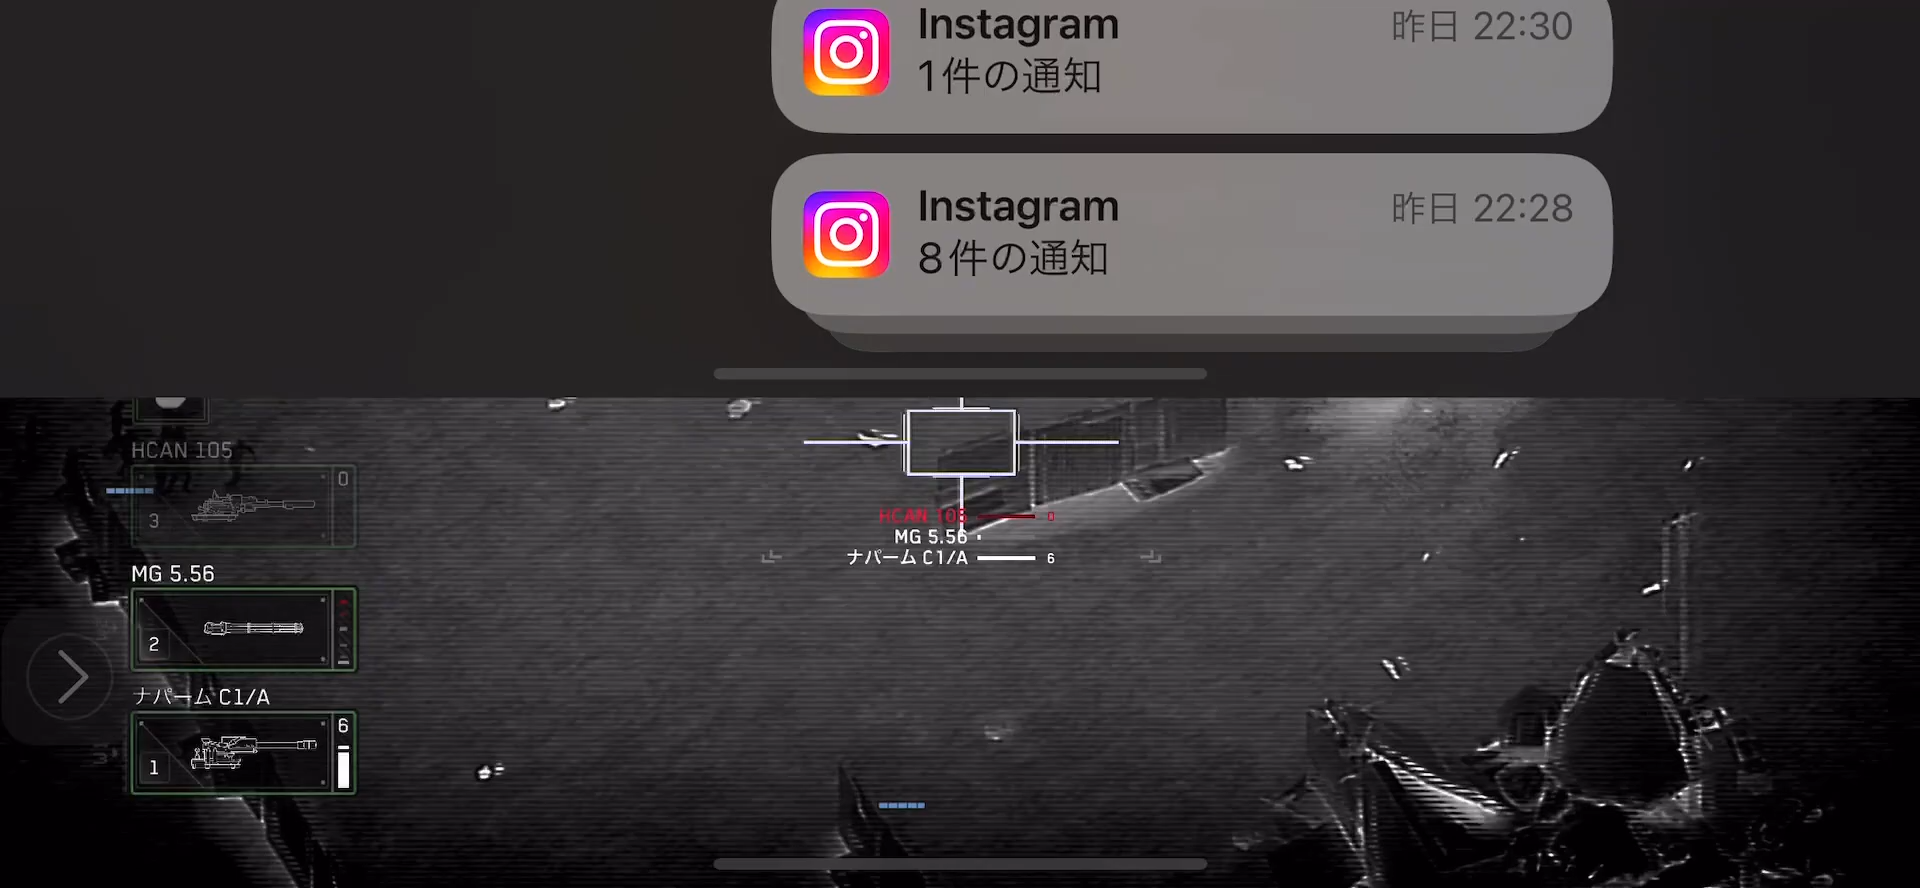 Instagram
昨日 22:30
1件の通知
Instagram
昨日 22:28
8件の通知
HCAN 105
0
3
MG 5.56
2
ナパーム C1/A
6
1
HCAN 105 0
MG 5.56
ナパーム C1/A 6